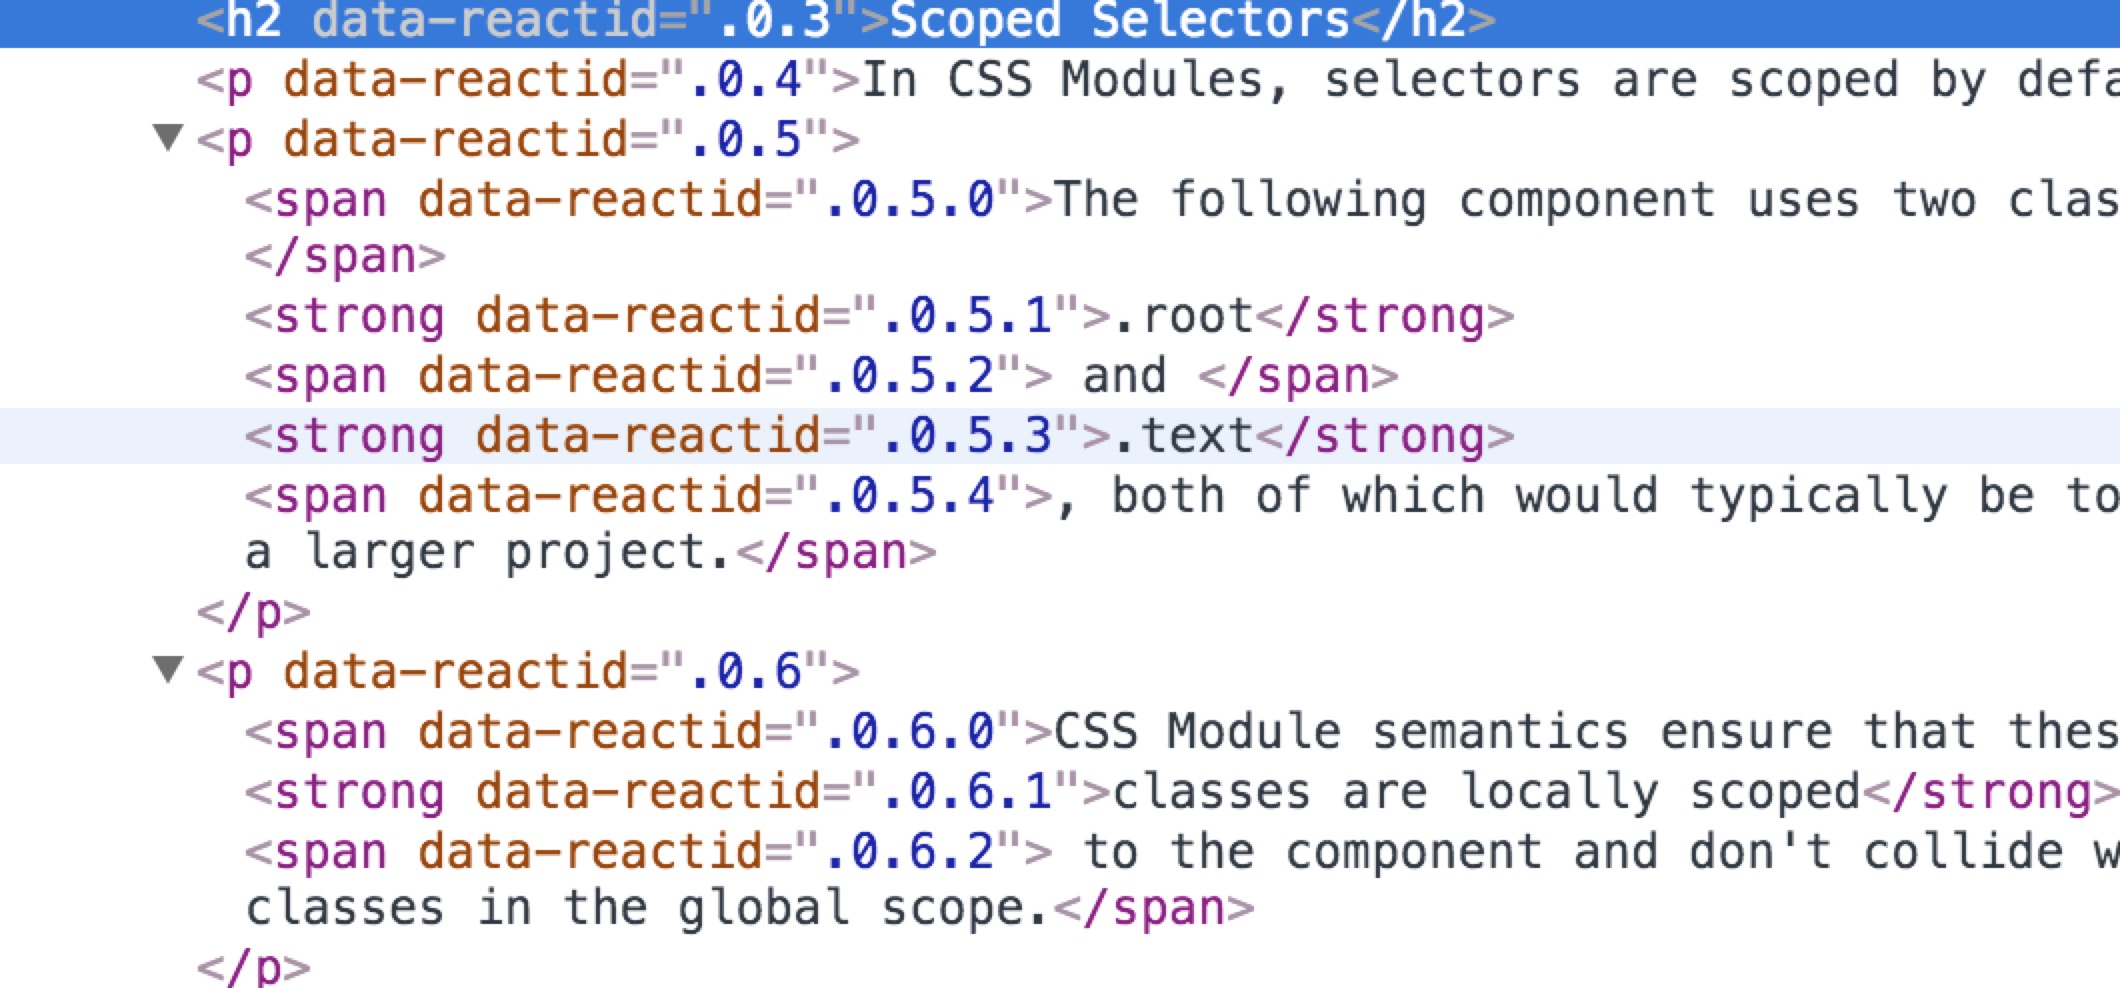 <h2 data-reactid=".0.3">Scoped Selectors</h2>
<p data-reactid=".0.4">In CSS Modules, selectors are scoped by defa
▼<p data-reactid=".0.5">
<span data-reactid=".0.5.0">The following component uses two clas
</span>
<strong data-reactid=".0.5.1">.root</strong>
<span data-reactid=".0.5.2"> and </span>
<strong data-reactid=".0.5.3">.text</strong>
<span data-reactid=".0.5.4">, both of which would typically be to
a larger project.</span>
</p>
▼<p data-reactid=".0.6">
<span data-reactid=".0.6.0">CSS Module semantics ensure that thes
<strong data-reactid=".0.6.1">classes are locally scoped</strong>
<span data-reactid=".0.6.2"> to the component and don't collide w
classes in the global scope.</span>
</p>